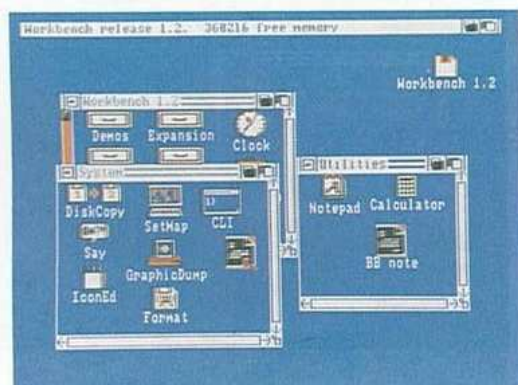 Workbench release 1.2. 368216 free memory
Workbench 1.2
Workbench 1.2
Demos Expansion Clock
System
DiskCopy SetMap CLI
Say
GraphicDump
IconEd
Format
Utilities
Notepad Calculator
BB note